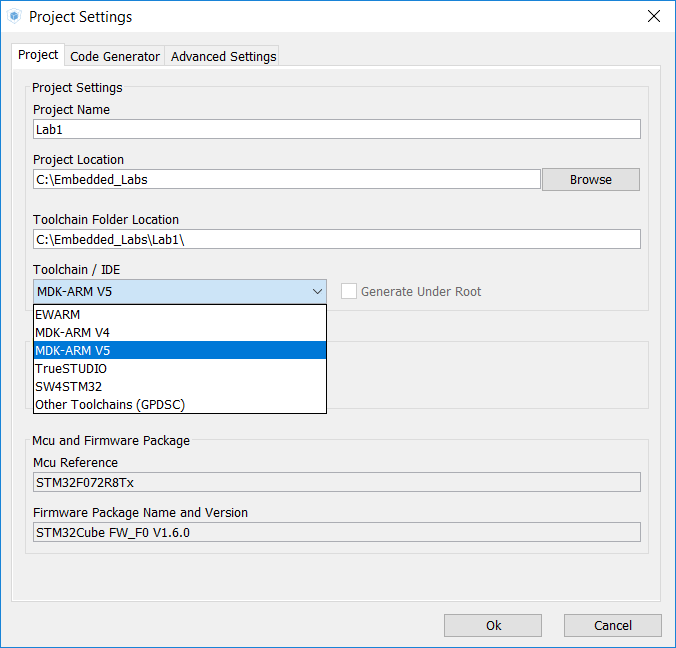 Project Settings
Project Code Generator Advanced Settings
Project Settings
Project Name
Lab1
Project Location
C:\Embedded_Labs Browse
Toolchain Folder Location
C:\Embedded_Labs\Lab1\
Toolchain / IDE
MDK-ARM V5 Generate Under Root
EWARM
MDK-ARM V4
MDK-ARM V5
TrueSTUDIO
SW4STM32
Other Toolchains (GPDSC)
Mcu and Firmware Package
Mcu Reference
STM32F072R8Tx
Firmware Package Name and Version
STM32Cube FW_F0 V1.6.0
Ok Cancel